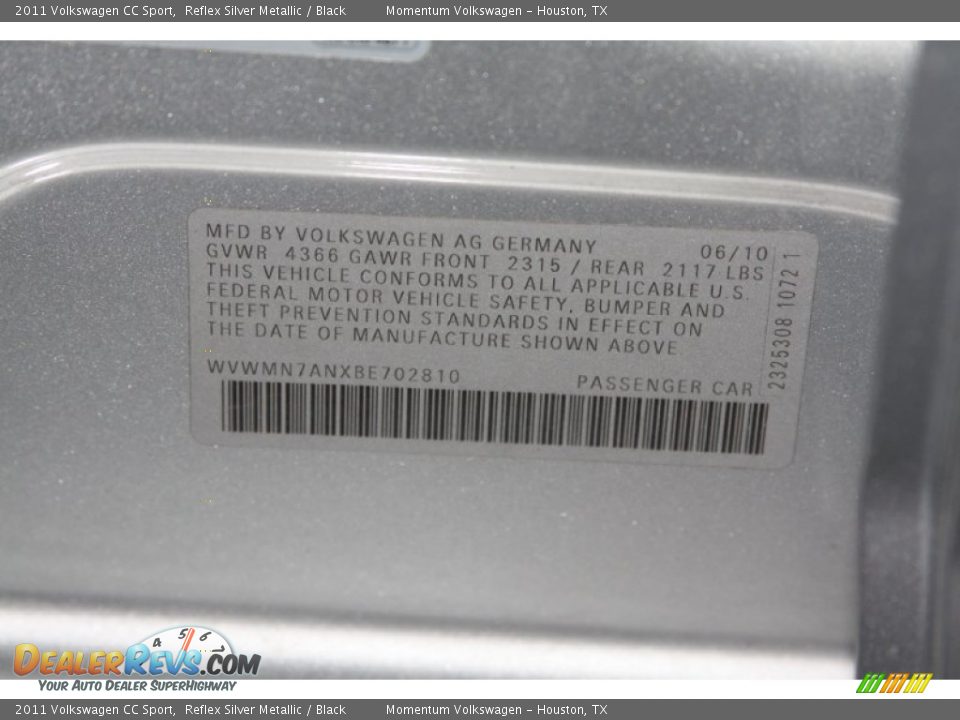 2011 Volkswagen CC Sport, Reflex Silver Metallic / Black Momentum Volkswagen - Houston, TX
MFD BY VOLKSWAGEN AG GERMANY 06/10
GVWR 4366 GAWR FRONT 2315 / REAR 2117 LBS
THIS VEHICLE CONFORMS TO ALL APPLICABLE U.S.
FEDERAL MOTOR VEHICLE SAFETY, BUMPER AND
THEFT PREVENTION STANDARDS IN EFFECT ON
THE DATE OF MANUFACTURE SHOWN ABOVE.
WVWMN7ANXBE702810 PASSENGER CAR
2325308 1072 1
4 5 6
DEALERREVS.COM
YOUR AUTO DEALER SUPERHIGHWAY
2011 Volkswagen CC Sport, Reflex Silver Metallic / Black Momentum Volkswagen - Houston, TX